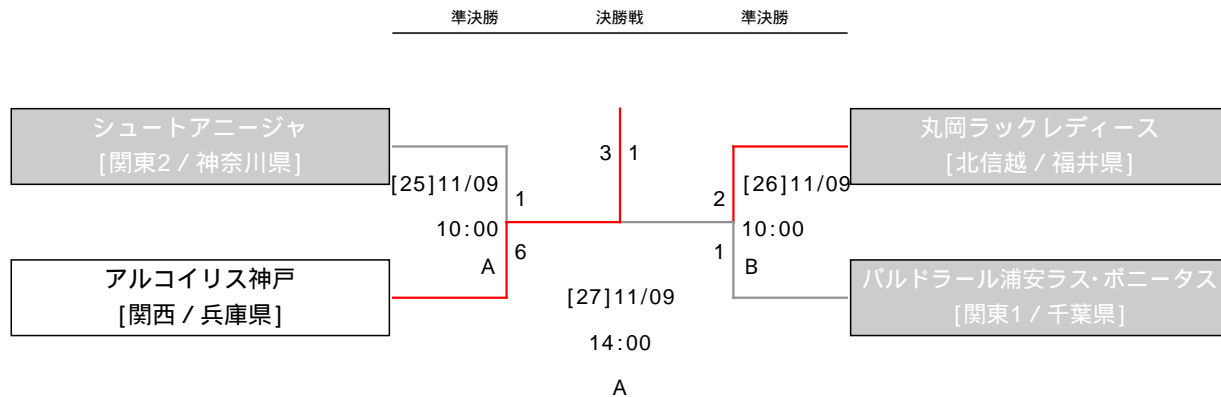 準決勝 決勝戦 準決勝
シュートアニージャ
[関東2 / 神奈川県]
丸岡ラックレディース
[北信越 / 福井県]
3 1
[25]11/09
1
2
[26]11/09
10:00
10:00
A
6
1
B
アルコイリス神戸
[関西 / 兵庫県]
バルドラール浦安ラス・ボニータス
[関東1 / 千葉県]
[27]11/09
14:00
A